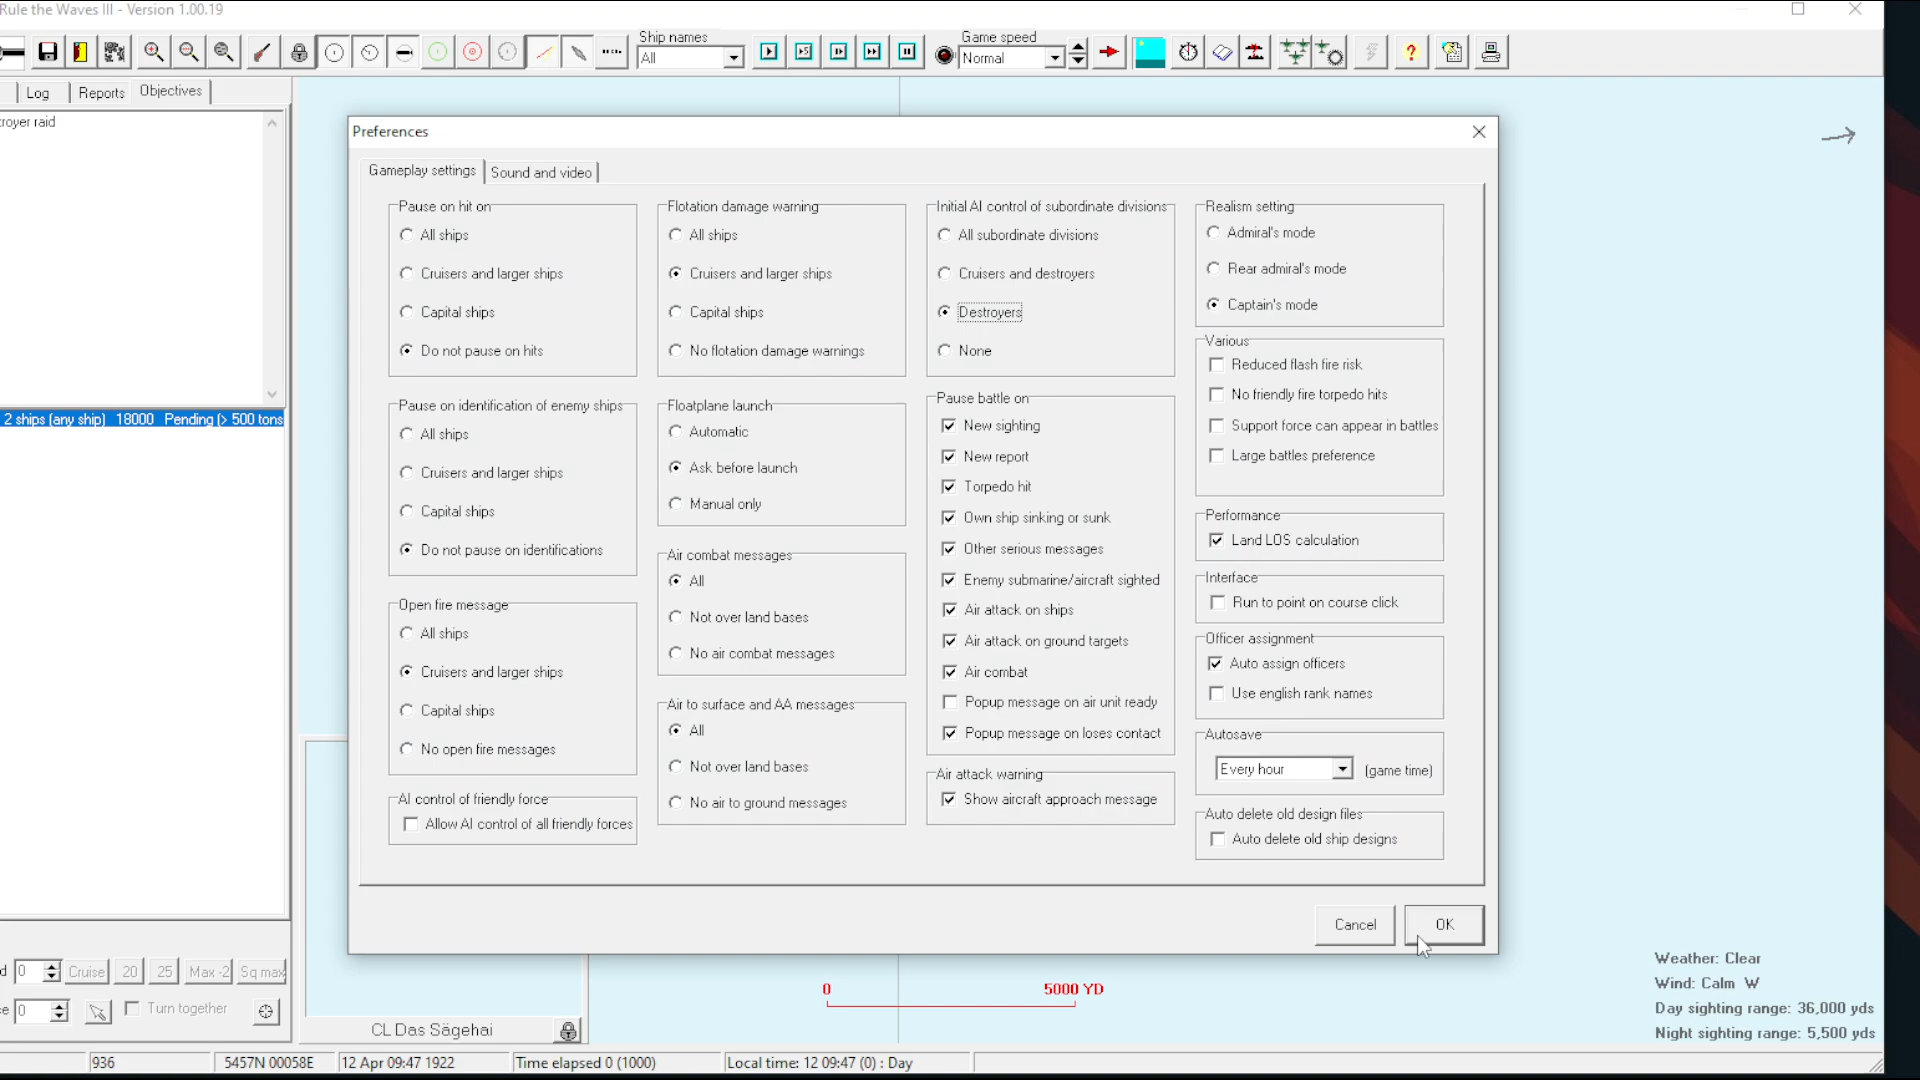 Rule the Waves III - Version 1.00.19
Ship names
All
Game speed
Normal
Log
Reports
Objectives
troyer raid
2 ships (any ship) 18000 Pending (> 500 tons
Preferences
Gameplay settings
Sound and video
Pause on hit on
All ships
Cruisers and larger ships
Capital ships
Do not pause on hits
Pause on identification of enemy ships
All ships
Cruisers and larger ships
Capital ships
Do not pause on identifications
Open fire message
All ships
Cruisers and larger ships
Capital ships
No open fire messages
AI control of friendly force
Allow AI control of all friendly forces
Flotation damage warning
All ships
Cruisers and larger ships
Capital ships
No flotation damage warnings
Floatplane launch
Automatic
Ask before launch
Manual only
Air combat messages
All
Not over land bases
No air combat messages
Air to surface and AA messages
All
Not over land bases
No air to ground messages
Initial AI control of subordinate divisions
All subordinate divisions
Cruisers and destroyers
Destroyers
None
Pause battle on
New sighting
New report
Torpedo hit
Own ship sinking or sunk
Other serious messages
Enemy submarine/aircraft sighted
Air attack on ships
Air attack on ground targets
Air combat
Popup message on air unit ready
Popup message on loses contact
Air attack warning
Show aircraft approach message
Realism setting
Admiral's mode
Rear admiral's mode
Captain's mode
Various
Reduced flash fire risk
No friendly fire torpedo hits
Support force can appear in battles
Large battles preference
Performance
Land LOS calculation
Interface
Run to point on course click
Officer assignment
Auto assign officers
Use english rank names
Autosave
Every hour (game time)
Auto delete old design files
Auto delete old ship designs
Cancel
OK
d 0 Cruise 20 25 Max -2 Sq max
ce 0 Turn together
CL Das Sägehai
0 5000 YD
Weather: Clear
Wind: Calm W
Day sighting range: 36,000 yds
Night sighting range: 5,500 yds
936 5457N 00058E 12 Apr 09:47 1922 Time elapsed 0 (1000) Local time: 12 09:47 (0) : Day